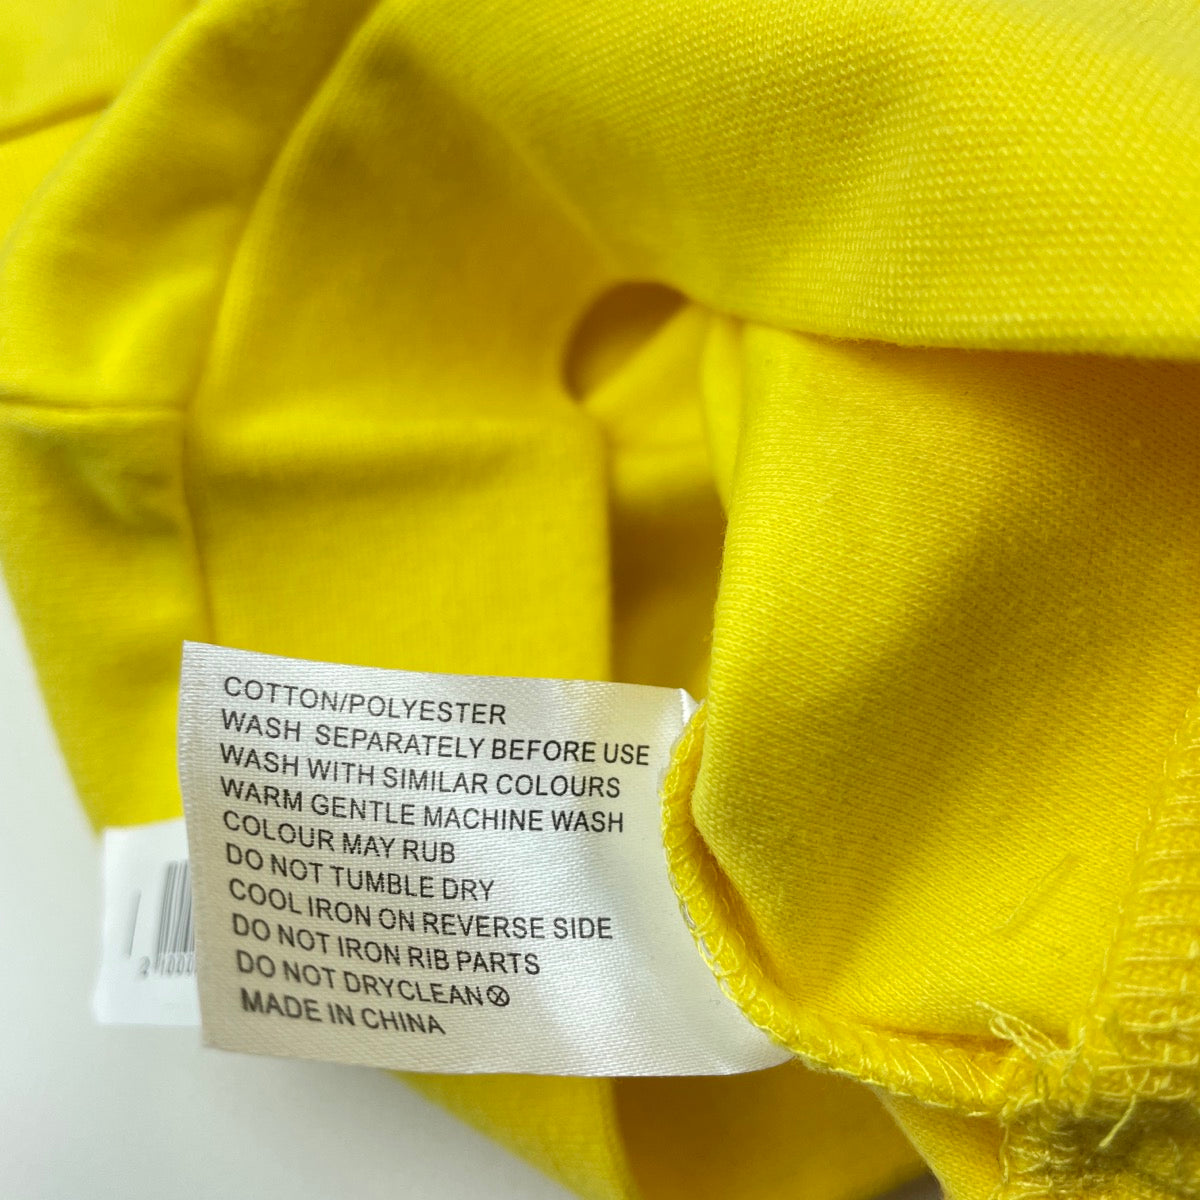 COTTON/POLYESTER
WASH SEPARATELY BEFORE USE
WASH WITH SIMILAR COLOURS
WARM GENTLE MACHINE WASH
COLOUR MAY RUB
DO NOT TUMBLE DRY
COOL IRON ON REVERSE SIDE
DO NOT IRON RIB PARTS
DO NOT DRYCLEAN
MADE IN CHINA